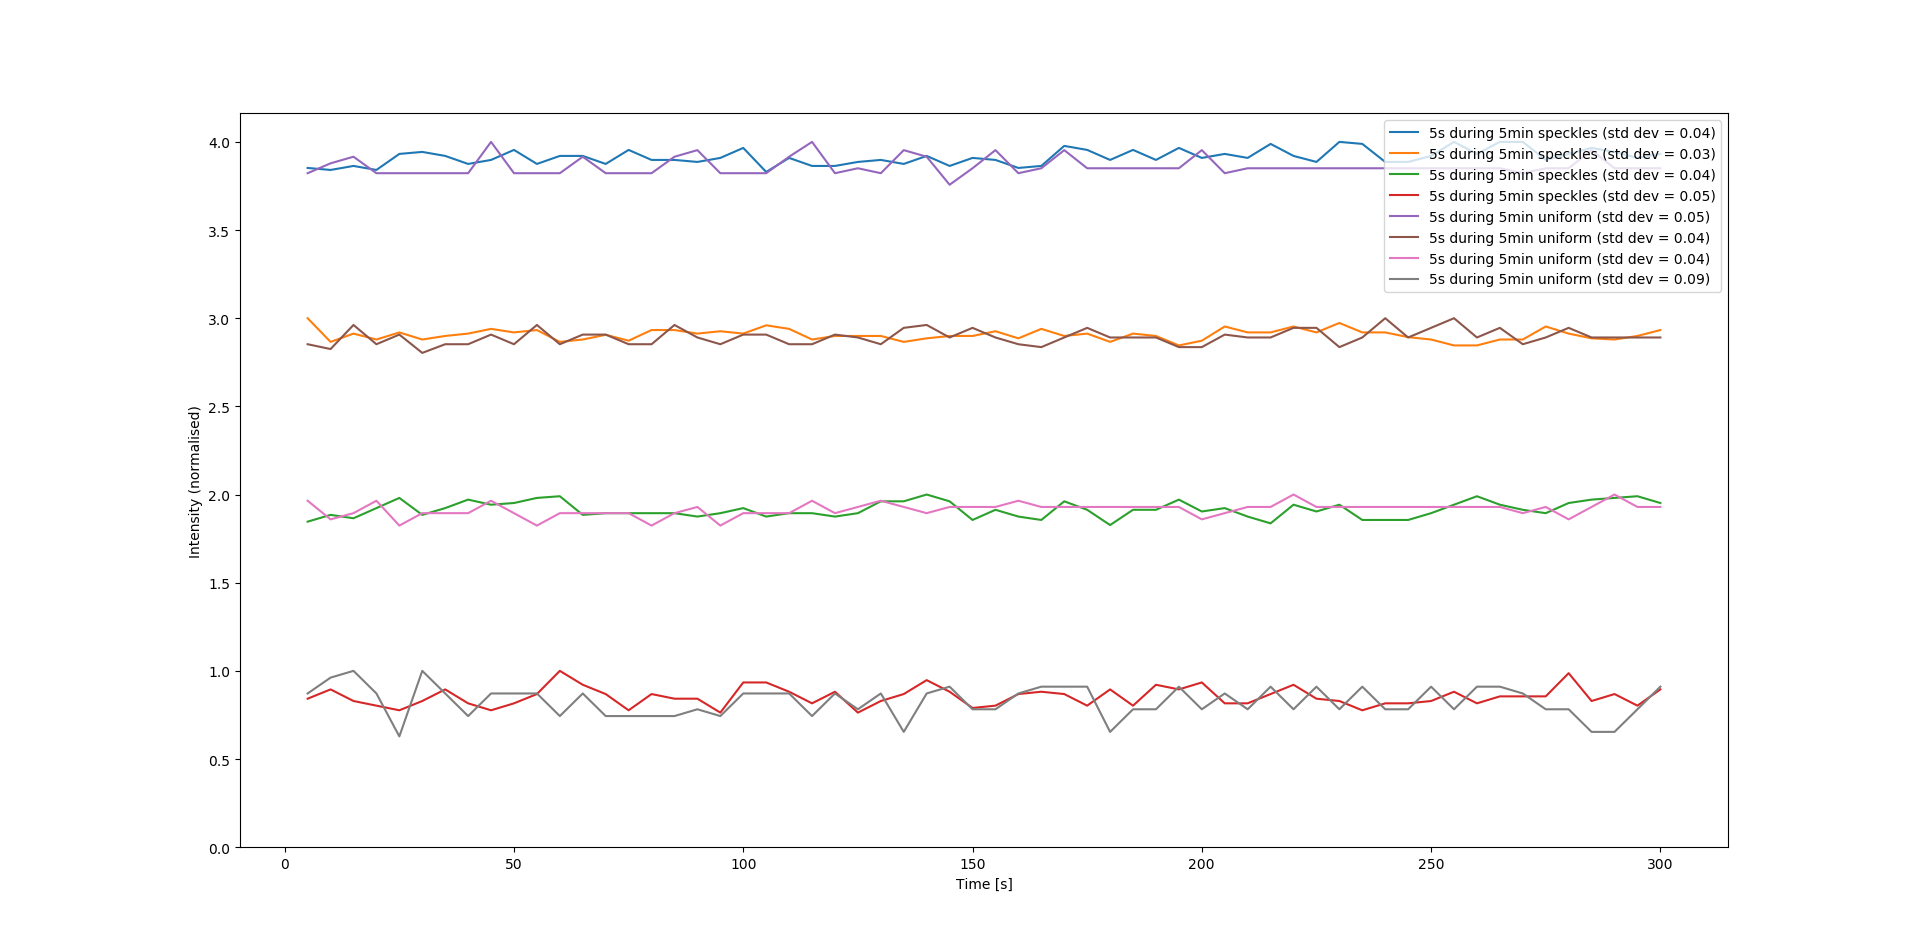 4.0
3.5
3.0
2.5
2.0
1.5
1.0
0.5
0.0
Intensity (normalised)
5s during 5min speckles (std dev = 0.04)
5s during 5min speckles (std dev = 0.03)
5s during 5min speckles (std dev = 0.04)
5s during 5min speckles (std dev = 0.05)
5s during 5min uniform (std dev = 0.05)
5s during 5min uniform (std dev = 0.04)
5s during 5min uniform (std dev = 0.04)
5s during 5min uniform (std dev = 0.09)
0 50 100 150 200 250 300
Time [s]